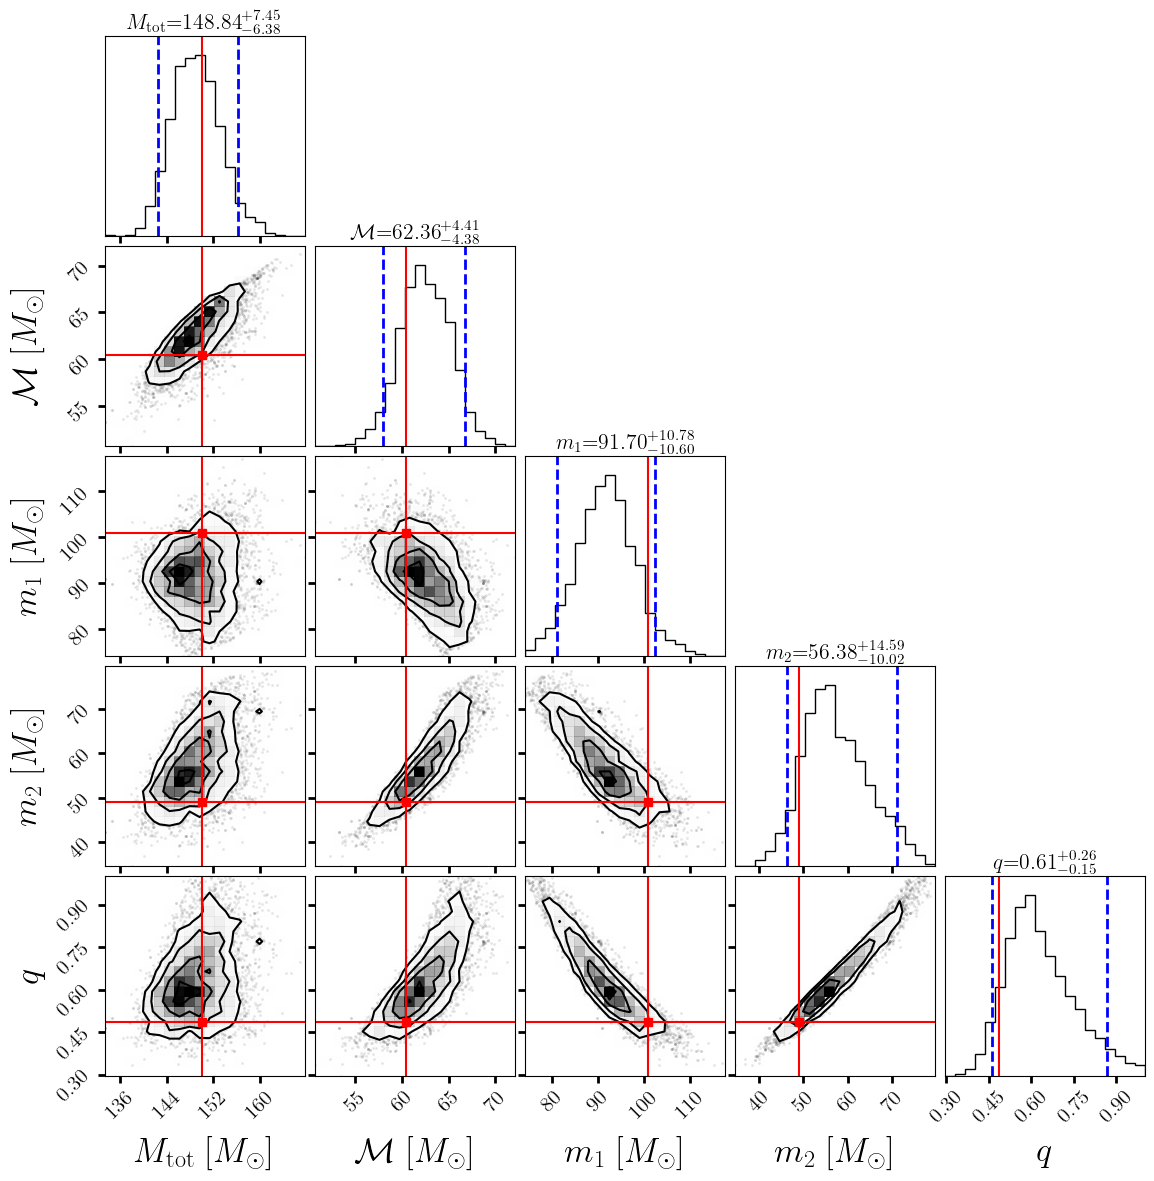 M_tot=148.84^{+7.45}_{-6.38}
ℳ=62.36^{+4.41}_{-4.38}
70
65
60
55
ℳ [M_⊙]
m_1=91.70^{+10.78}_{-10.60}
110
100
90
80
m_1 [M_⊙]
m_2=56.38^{+14.59}_{-10.02}
70
60
50
40
m_2 [M_⊙]
q=0.61^{+0.26}_{-0.15}
0.90
0.75
0.60
0.45
0.30
q
136 144 152 160
55 60 65 70
80 90 100 110
40 50 60 70
0.30 0.45 0.60 0.75 0.90
M_tot [M_⊙]
ℳ [M_⊙]
m_1 [M_⊙]
m_2 [M_⊙]
q